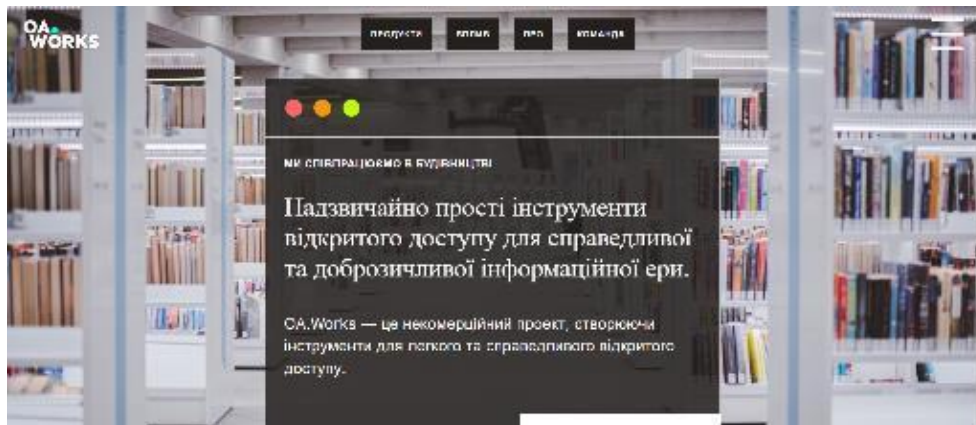 OA.
WORKS
ПРОДУКТИ ВПЛИВ ПРО КОМАНДА
МИ СПІВПРАЦЮЄМО В БУДІВНИЦТВІ
Надзвичайно прості інструменти
відкритого доступу для справедливої
та доброзичливої інформаційної ери.
OA.Works — це некомерційний проект, створюючи
інструменти для легкого та справедливого відкритого
доступу.